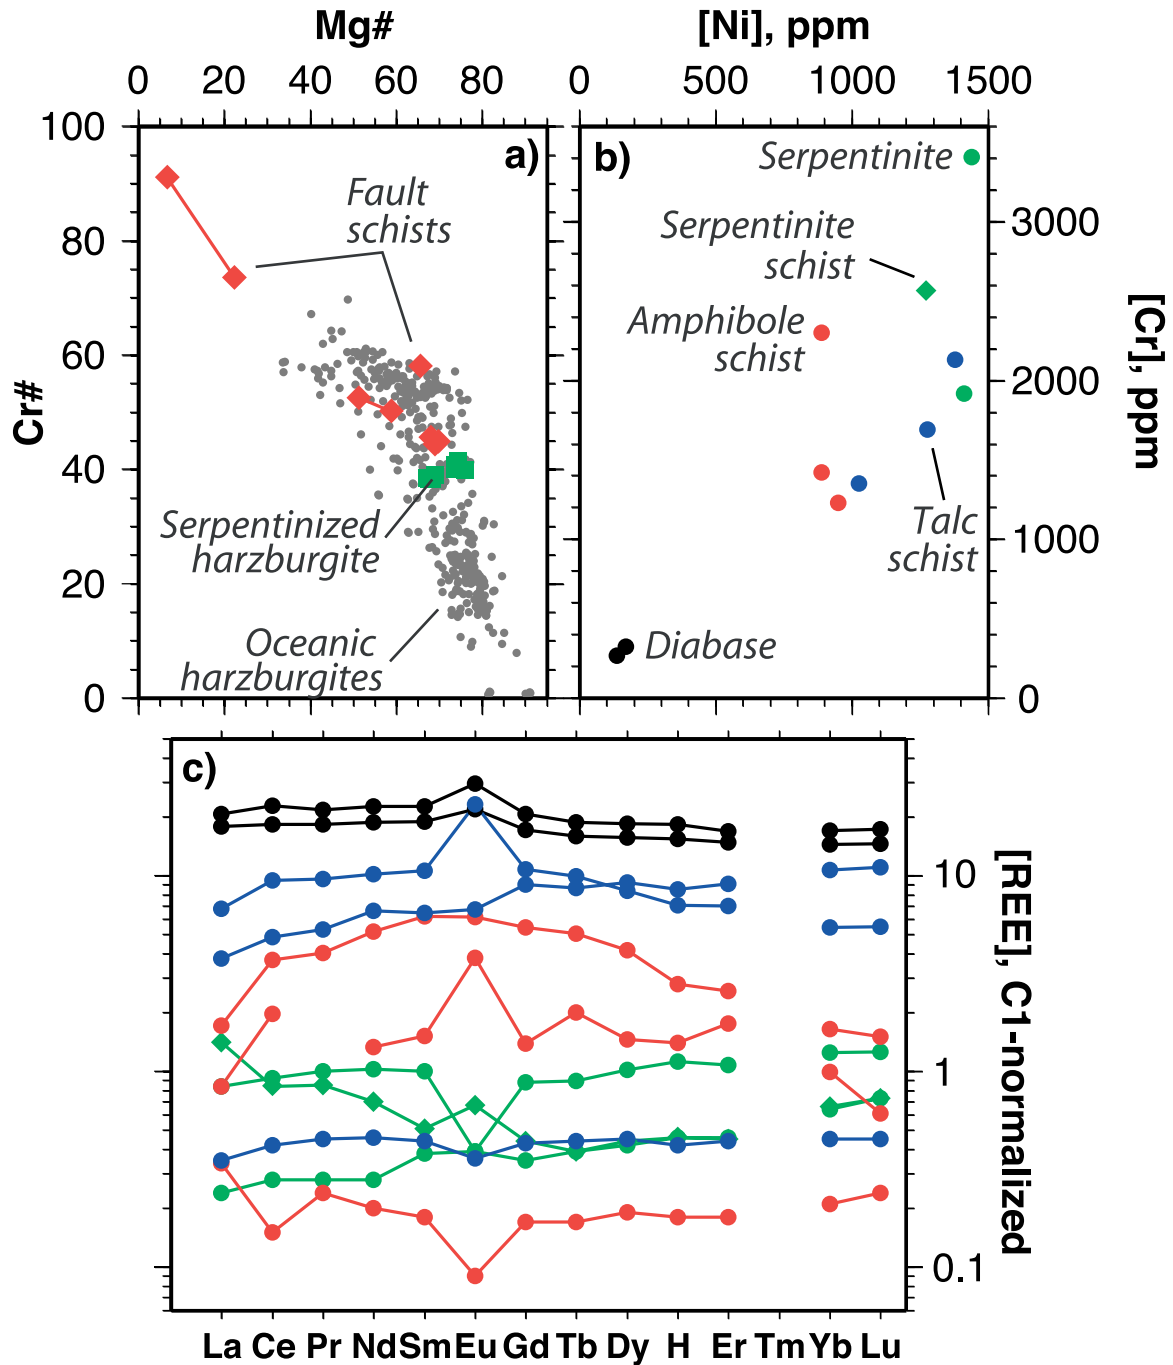 Mg#
[Ni], ppm
0 20 40 60 80
0 500 1000 1500
100
80
60
40
20
0
Cr#
a)
Fault
schists
Serpentinized
harzburgite
Oceanic
harzburgites
b)
Serpentinite
Serpentinite
schist
Amphibole
schist
Talc
schist
Diabase
3000
2000
1000
0
[Cr], ppm
c)
10
1
0.1
[REE], C1-normalized
La Ce Pr Nd Sm Eu Gd Tb Dy H Er Tm Yb Lu